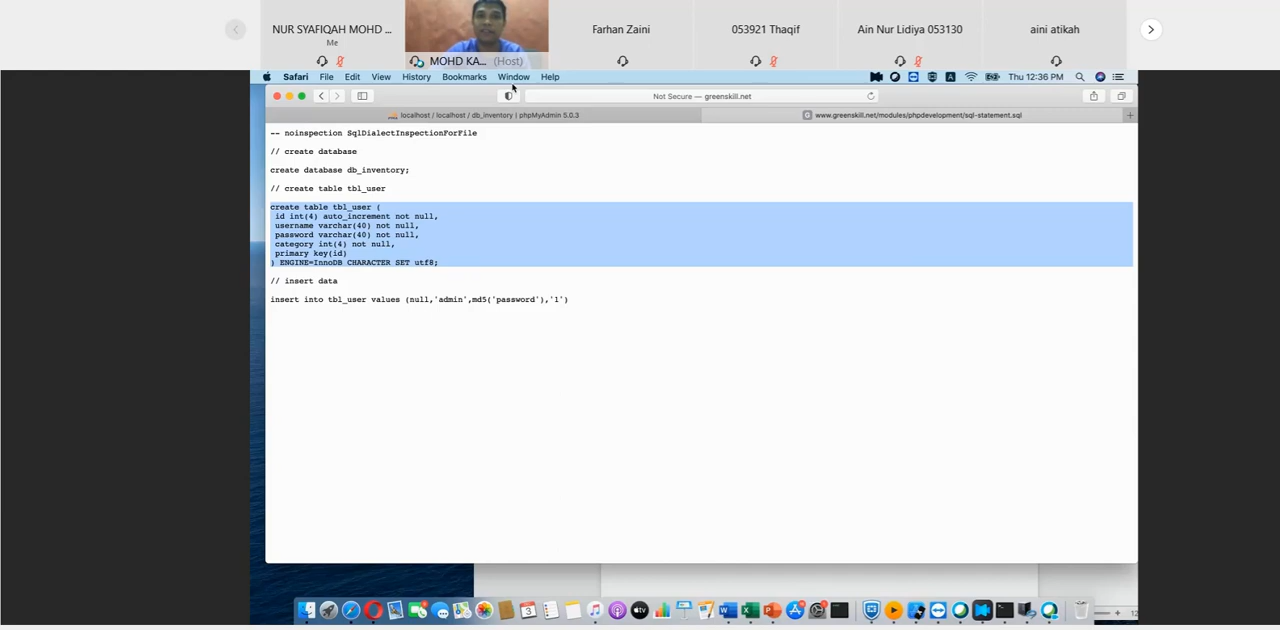 NUR SYAFIQAH MOHD ...
Me
MOHD KA... (Host)
Farhan Zaini
053921 Thaqif
Ain Nur Lidiya 053130
aini atikah
Safari File Edit View History Bookmarks Window Help
A
Thu 12:36 PM
Not Secure — greenskill.net
localhost / localhost / db_inventory | phpMyAdmin 5.0.3
G www.greenskill.net/modules/phpdevelopment/sql-statement.sql
-- noinspection SqlDialectInspectionForFile
// create database
create database db_inventory;
// create table tbl_user
create table tbl_user (
id int(4) auto_increment not null,
username varchar(40) not null,
password varchar(40) not null,
category int(4) not null,
primary key(id)
) ENGINE=InnoDB CHARACTER SET utf8;
// insert data
insert into tbl_user values (null,'admin',md5('password'),'1')
3
tv
12